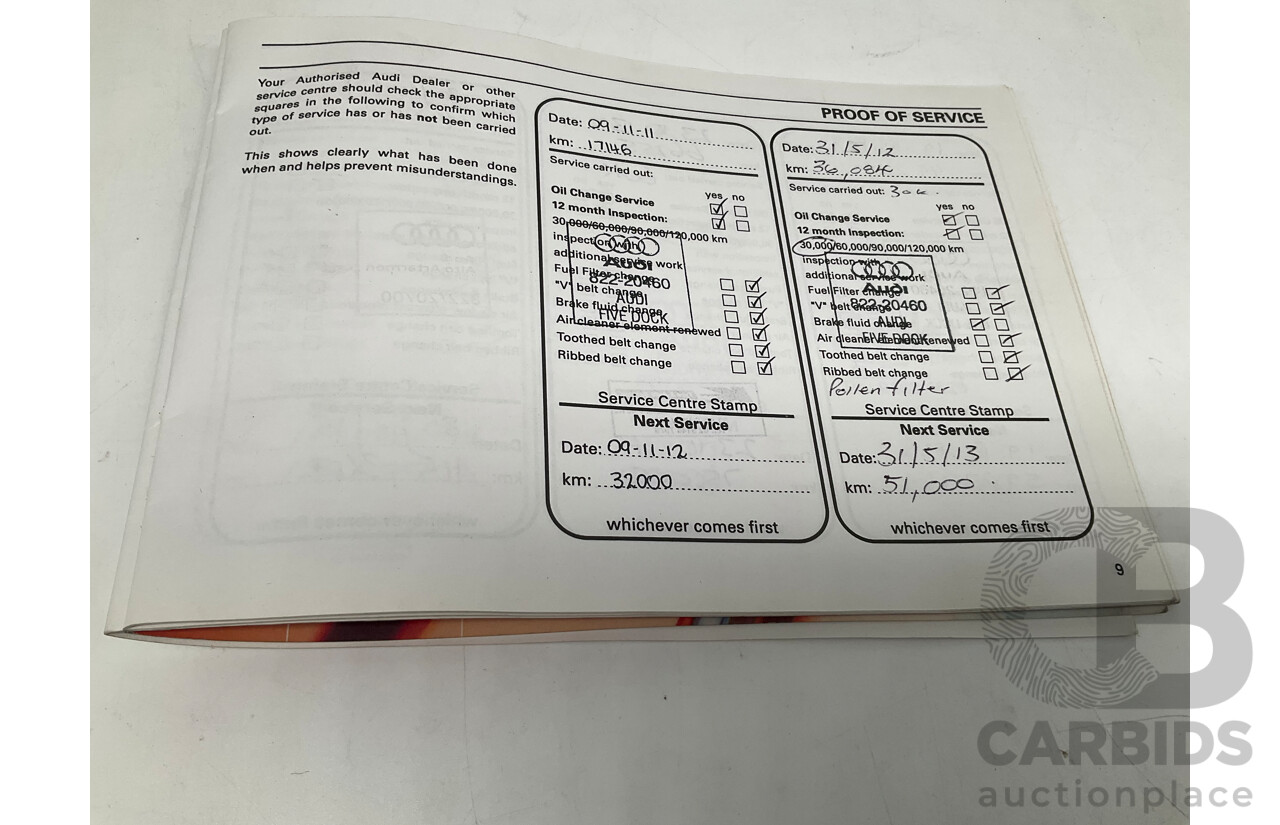 Your Authorised Audi Dealer or other
service centre should check the appropriate
squares in the following to confirm which
type of service has or has not been carried
out.
This shows clearly what has been done
when and helps prevent misunderstandings.
PROOF OF SERVICE
Date: 09-11-11
km: 17146
Service carried out:
yes no
Oil Change Service
12 month Inspection:
30,000/60,000/90,000/120,000 km
inspection with
additional service work
Fuel Filter change
"V" belt change
Brake fluid change
Air cleaner element renewed
Toothed belt change
Ribbed belt change
AUDI
822-20460
AUDI
FIVE DOCK
Service Centre Stamp
Next Service
Date: 09-11-12
km: 32000
whichever comes first
Date: 31/5/12
km: 36,084
Service carried out: 30k.
yes no
Oil Change Service
12 month Inspection:
30,000/60,000/90,000/120,000 km
inspection with
additional service work
Fuel Filter change
"V" belt change
Brake fluid change
Air cleaner element renewed
Toothed belt change
Ribbed belt change
Pollen filter
AUDI
822-20460
AUDI
FIVE DOCK
Service Centre Stamp
Next Service
Date: 31/5/13
km: 51,000
whichever comes first
9
CARBIDS
auctionplace